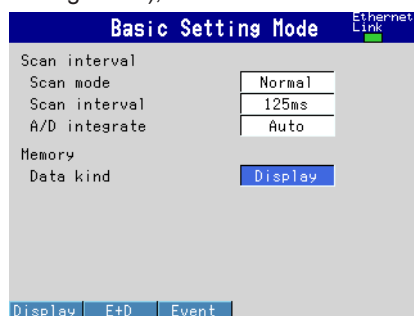 Basic Setting Mode
Ethernet
Link
Scan interval
Scan mode Normal
Scan interval 125ms
A/D integrate Auto
Memory
Data kind Display
Display E+D Event